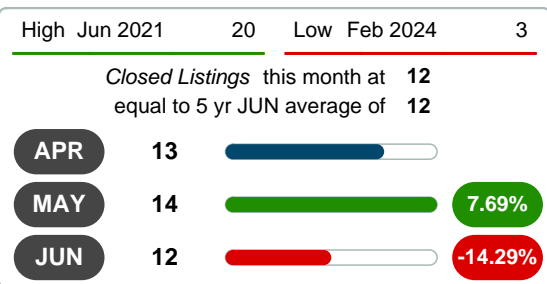 High Jun 2021 20 Low Feb 2024 3
Closed Listings this month at 12
equal to 5 yr JUN average of 12
APR 13
MAY 14 7.69%
JUN 12 -14.29%